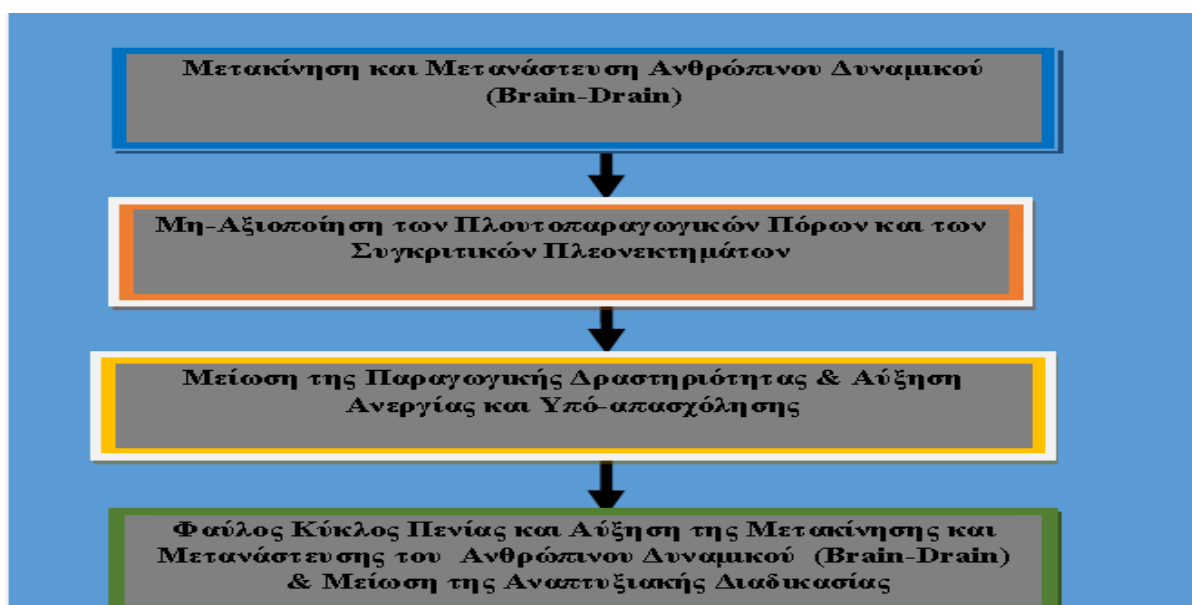 Μετακίνηση και Μετανάστευση Ανθρώπινου Δυναμικού
(Brain-Drain)
Μη-Αξιοποίηση των Πλουτοπαραγωγικών Πόρων και των
Συγκριτικών Πλεονεκτημάτων
Μείωση της Παραγωγικής Δραστηριότητας & Αύξηση
Ανεργίας και Υπό-απασχόλησης
Φαύλος Κύκλος Πενίας και Αύξηση της Μετακίνησης και
Μετανάστευσης του Ανθρώπινου Δυναμικού (Brain-Drain)
& Μείωση της Αναπτυξιακής Διαδικασίας